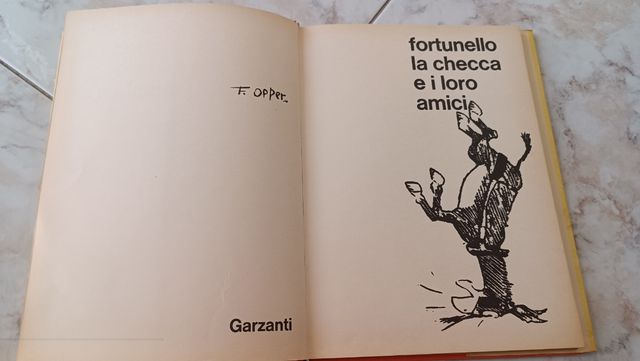 F. Opper.
Garzanti
fortunello
la checca
e i loro
amici